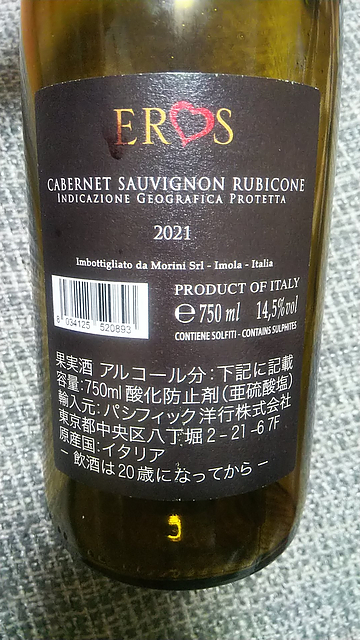 EROS
CABERNET SAUVIGNON RUBICONE
INDICAZIONE GEOGRAFICA PROTETTA
2021
Imbottigliato da Morini Srl - Imola - Italia
PRODUCT OF ITALY
℮ 750 ml 14,5% vol
CONTIENE SOLFITI - CONTAINS SULPHITES
8 034125 520893
果実酒 アルコール分:下記に記載
容量:750ml 酸化防止剤(亜硫酸塩)
輸入元:パシフィック洋行株式会社
東京都中央区八丁堀2-21-6 7F
原産国:イタリア
- 飲酒は20歳になってから -